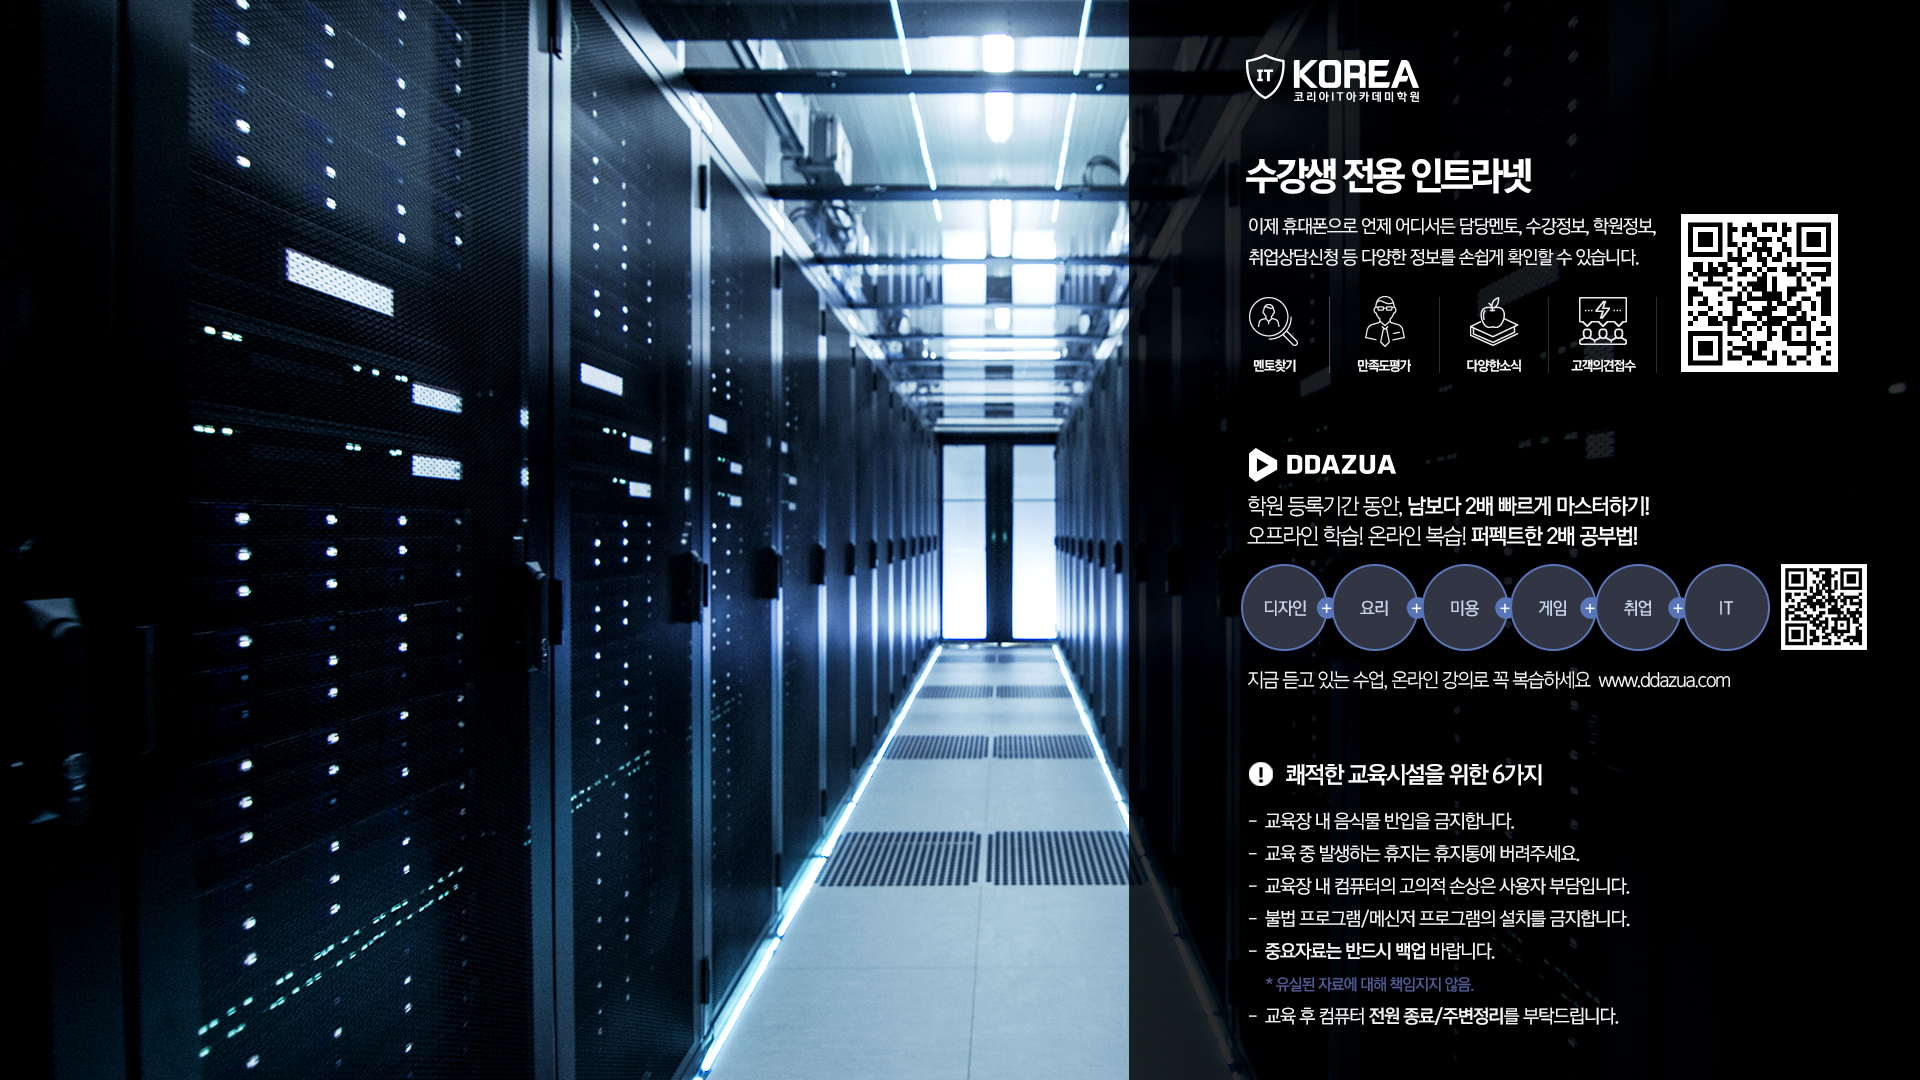 IT KOREA
코리아IT아카데미학원
수강생 전용 인트라넷
이제 휴대폰으로 언제 어디서든 담당멘토, 수강정보, 학원정보,
취업상담신청 등 다양한 정보를 손쉽게 확인할 수 있습니다.
멘토찾기 만족도평가 다양한소식 고객의견접수
DDAZUA
학원 등록기간 동안, 남보다 2배 빠르게 마스터하기!
오프라인 학습! 온라인 복습! 퍼펙트한 2배 공부법!
디자인 + 요리 + 미용 + 게임 + 취업 + IT
지금 듣고 있는 수업, 온라인 강의로 꼭 복습하세요 www.ddazua.com
! 쾌적한 교육시설을 위한 6가지
- 교육장 내 음식물 반입을 금지합니다.
- 교육 중 발생하는 휴지는 휴지통에 버려주세요.
- 교육장 내 컴퓨터의 고의적 손상은 사용자 부담입니다.
- 불법 프로그램/메신저 프로그램의 설치를 금지합니다.
- 중요자료는 반드시 백업 바랍니다.
* 유실된 자료에 대해 책임지지 않음.
- 교육 후 컴퓨터 전원 종료/주변정리를 부탁드립니다.